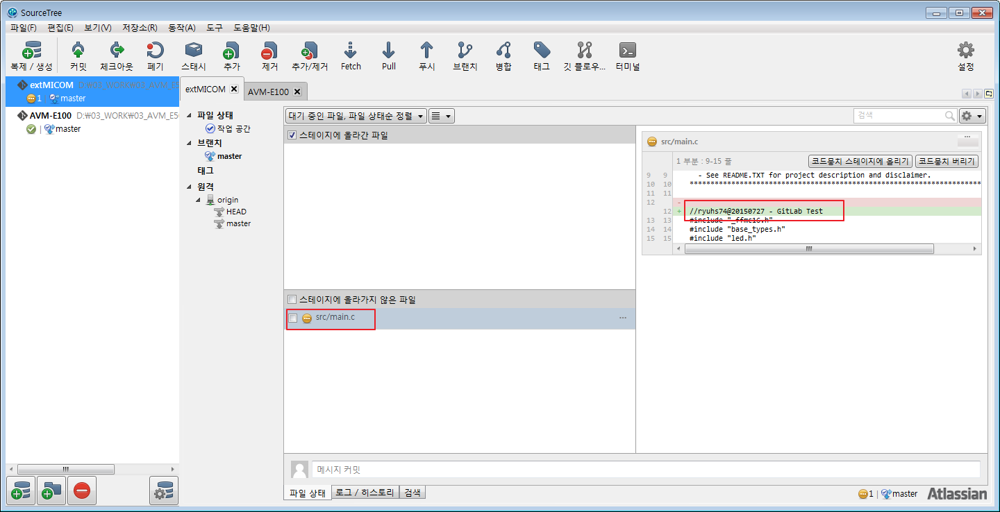 SourceTree
파일(F) 편집(E) 보기(V) 저장소(R) 동작(A) 도구 도움말(H)
복제 / 생성 커밋 체크아웃 폐기 스태시 추가 제거 추가/제거 Fetch Pull 푸시 브랜치 병합 태그 깃 플로우... 터미널 설정
extMICOM D:\03_WORK\03_AVM_E5
1 master
AVM-E100 D:\03_WORK\03_AVM_E5
master
extMICOM AVM-E100
파일 상태
작업 공간
브랜치
master
태그
원격
origin
HEAD
master
대기 중인 파일, 파일 상태순 정렬
검색
스테이지에 올라간 파일
스테이지에 올라가지 않은 파일
src/main.c ...
src/main.c ...
1 부분 : 9-15 줄 코드뭉치 스테이지에 올리기 코드뭉치 버리기
9 9 - See README.TXT for project description and disclaimer.
10 10 ************************************************************************
11 11
12 -
12 + //ryuhs74@20150727 - GitLab Test
13 13 #include "_ffmc16.h"
14 14 #include "base_types.h"
15 15 #include "led.h"
메시지 커밋
파일 상태 로그 / 히스토리 검색
1 master Atlassian